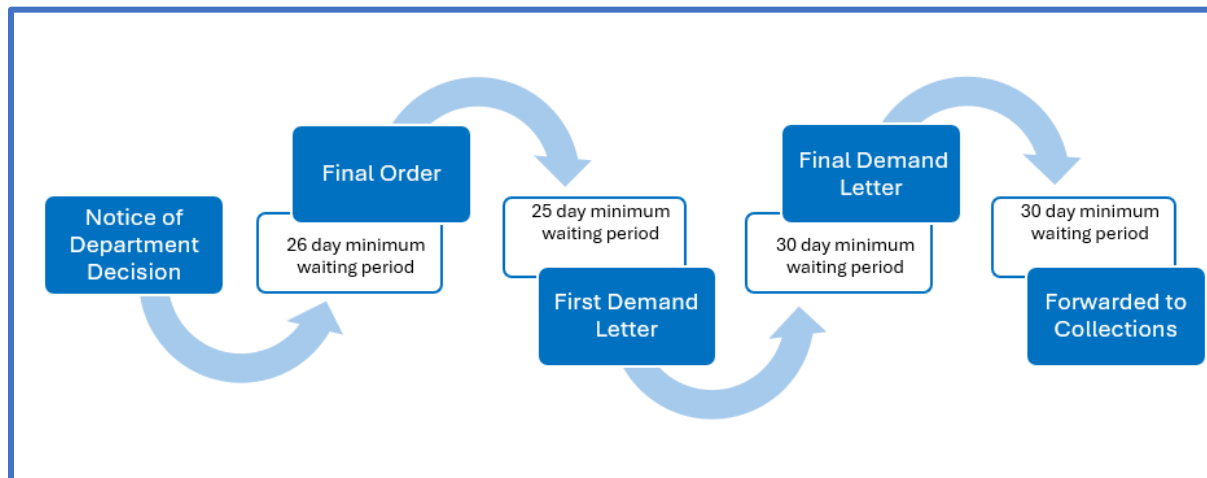 Notice of
Department
Decision
Final Order
26 day minimum
waiting period
25 day minimum
waiting period
First Demand
Letter
Final Demand
Letter
30 day minimum
waiting period
30 day minimum
waiting period
Forwarded to
Collections